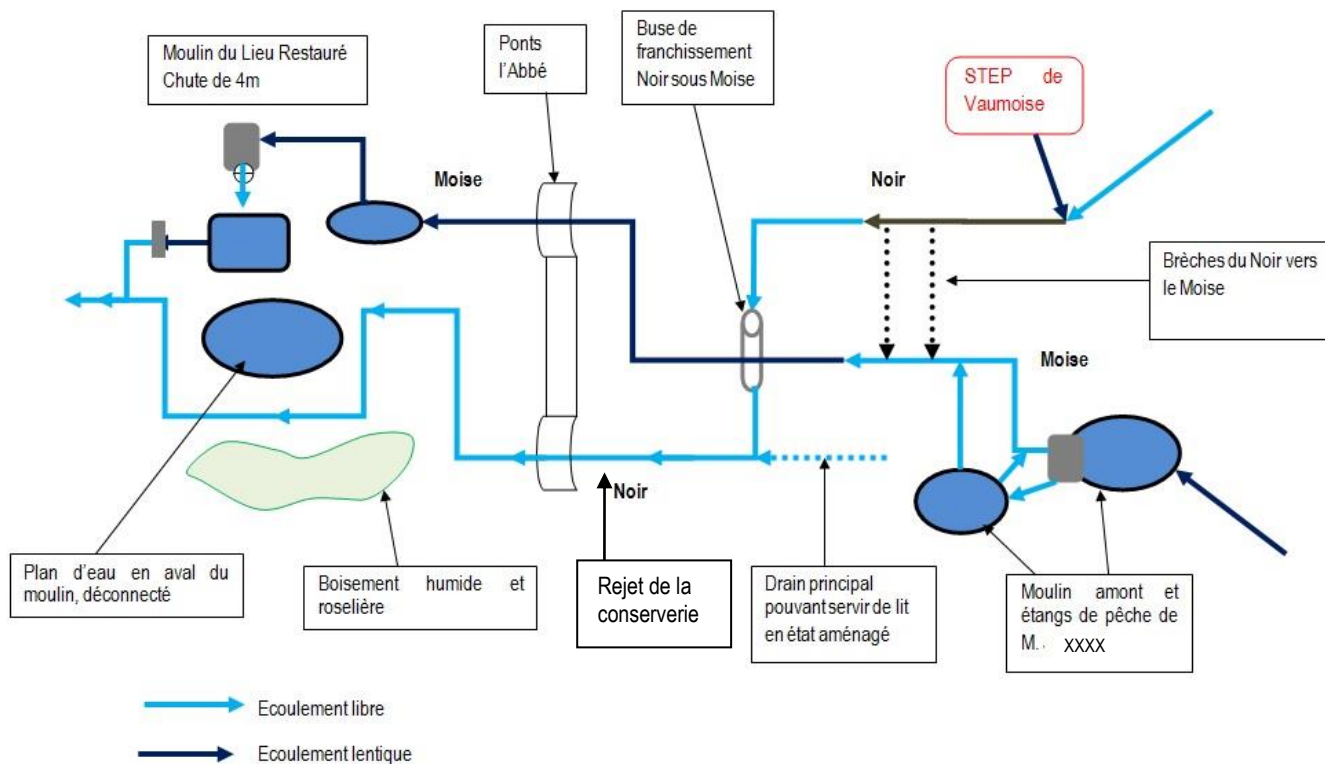 Moulin du Lieu Restauré
Chute de 4m
Ponts
l'Abbé
Buse de
franchissement
Noir sous Moise
STEP de
Vaumoise
Moise
Noir
Brèches du Noir vers
le Moise
Moise
Noir
Plan d'eau en aval du
moulin, déconnecté
Boisement humide et
roselière
Rejet de la
conserverie
Drain principal
pouvant servir de lit
en état aménagé
Moulin amont et
étangs de pêche de
M. xxxx
Ecoulement libre
Ecoulement lentique